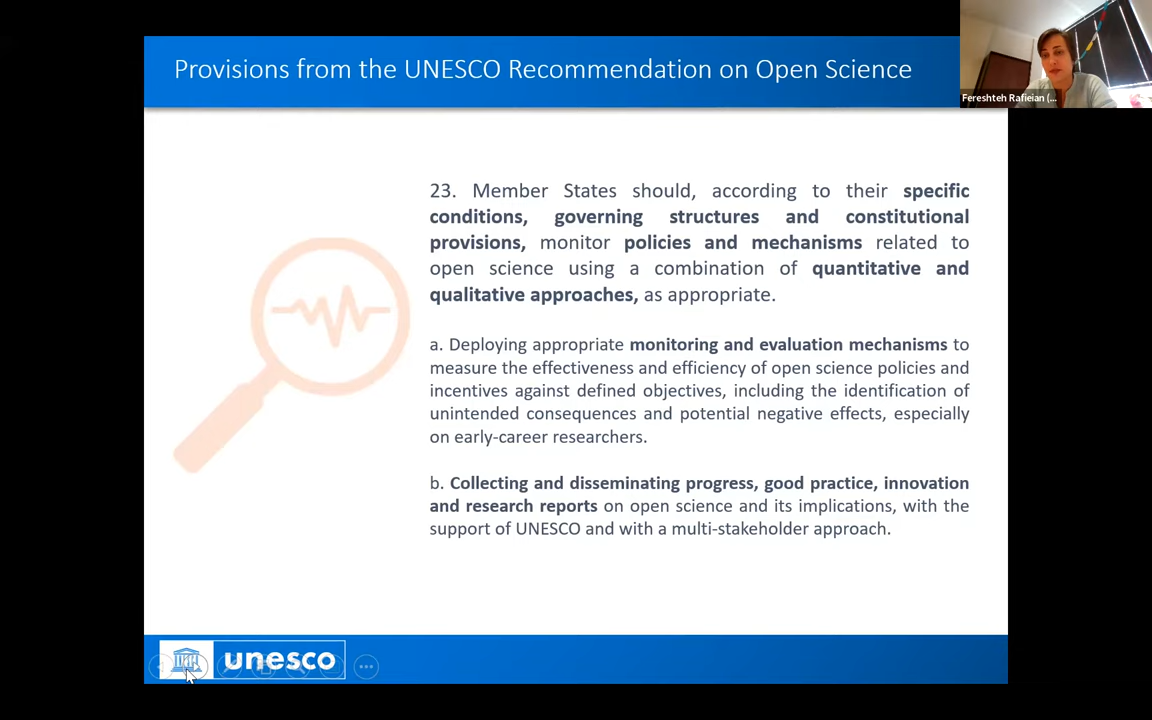 Provisions from the UNESCO Recommendation on Open Science
Fereshteh Rafieian (...
23. Member States should, according to their specific
conditions, governing structures and constitutional
provisions, monitor policies and mechanisms related to
open science using a combination of quantitative and
qualitative approaches, as appropriate.
a. Deploying appropriate monitoring and evaluation mechanisms to
measure the effectiveness and efficiency of open science policies and
incentives against defined objectives, including the identification of
unintended consequences and potential negative effects, especially
on early-career researchers.
b. Collecting and disseminating progress, good practice, innovation
and research reports on open science and its implications, with the
support of UNESCO and with a multi-stakeholder approach.
unesco